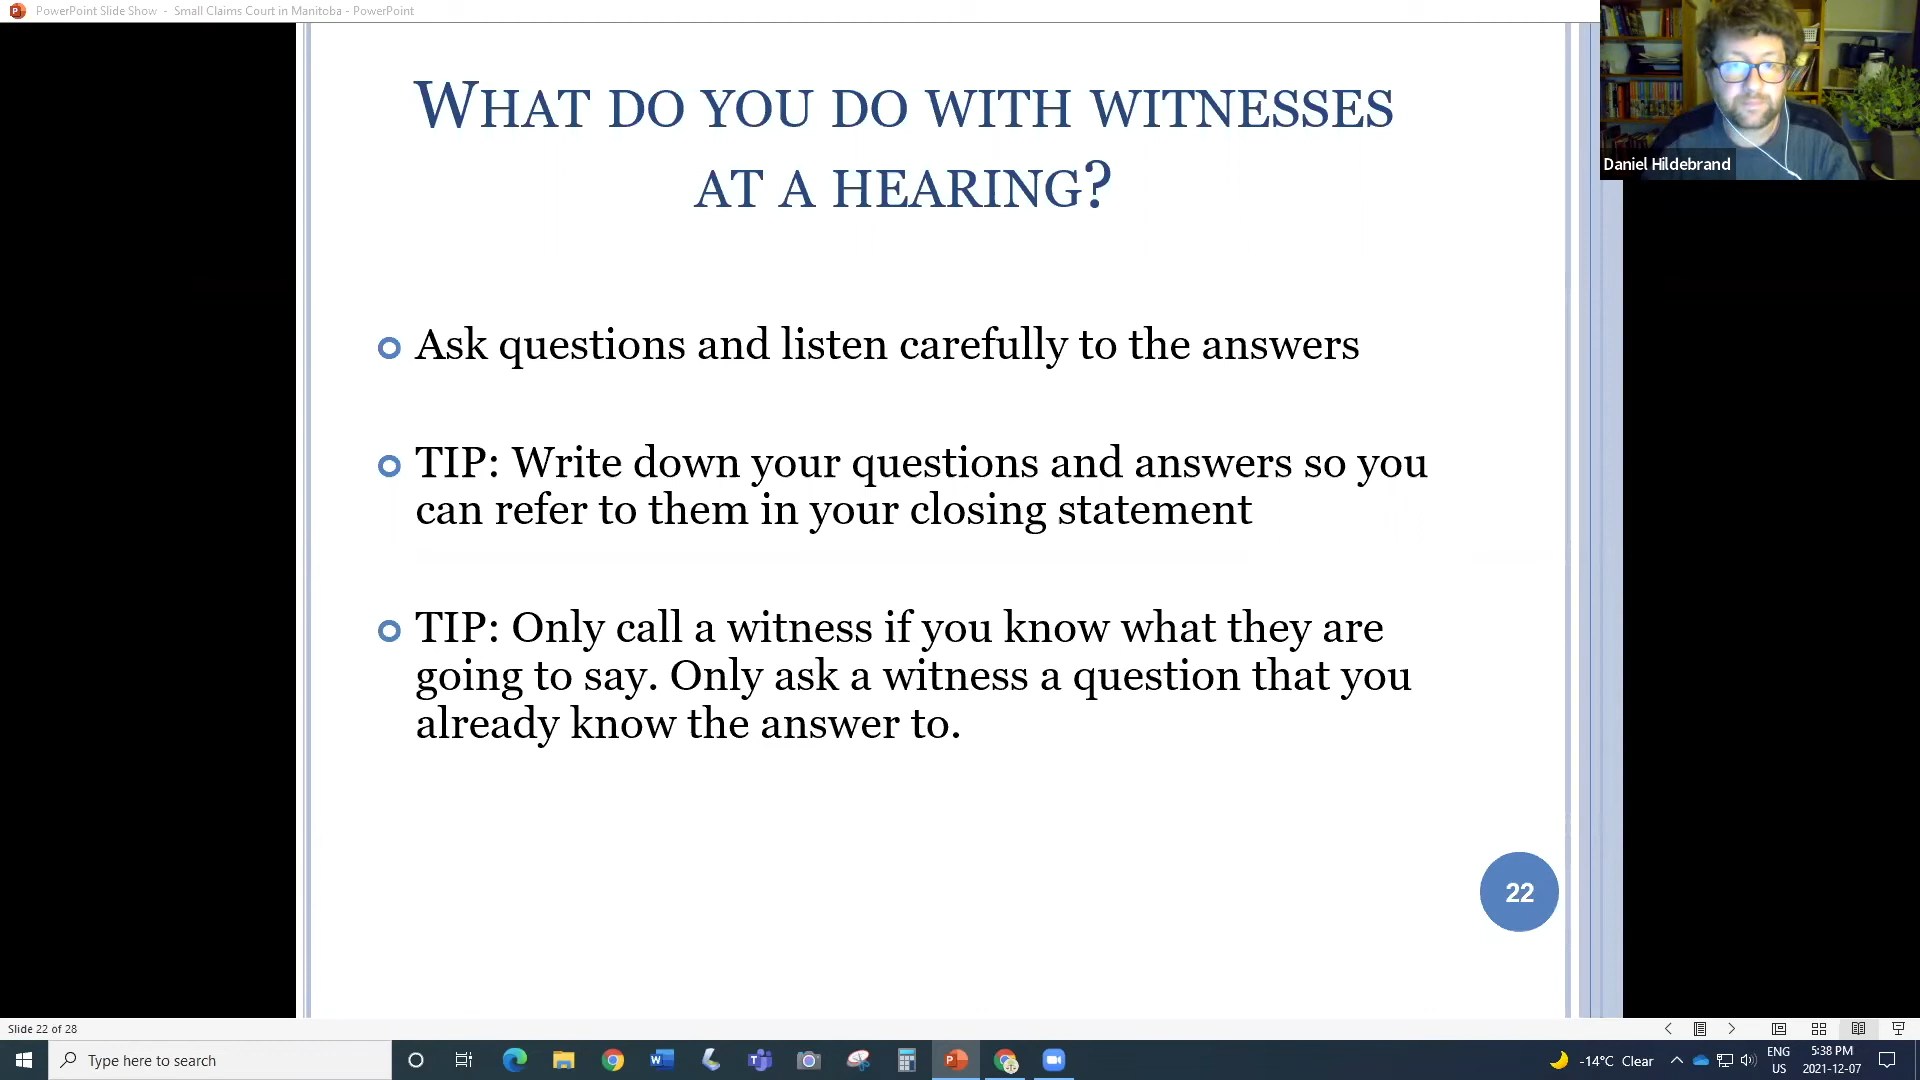 PowerPoint Slide Show - Small Claims Court in Manitoba - PowerPoint
WHAT DO YOU DO WITH WITNESSES
AT A HEARING?
Daniel Hildebrand
Ask questions and listen carefully to the answers
TIP: Write down your questions and answers so you
can refer to them in your closing statement
TIP: Only call a witness if you know what they are
going to say. Only ask a witness a question that you
already know the answer to.
22
Slide 22 of 28
Type here to search
-14°C Clear
ENG
US
5:38 PM
2021-12-07